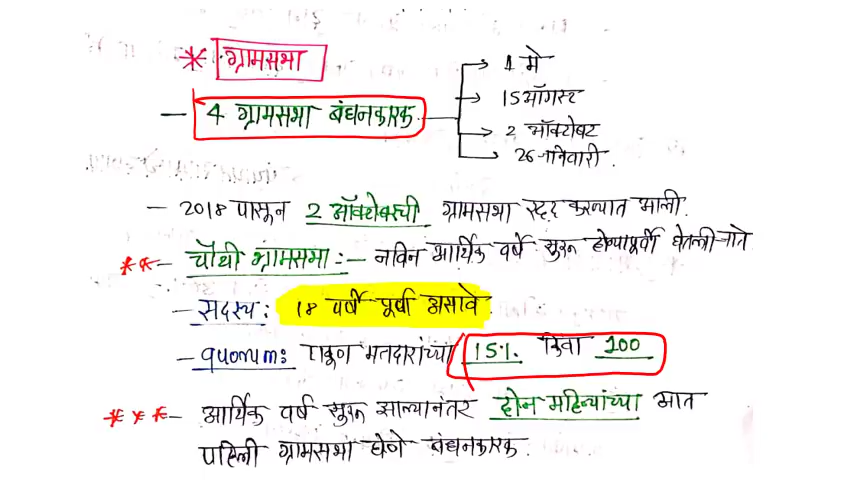 * ग्रामसभा
— 4 ग्रामसभा बंधनकारक
→ 1 मे
→ 15 ऑगस्ट
→ 2 ऑक्टोबर
→ 26 जानेवारी.
— 2018 पासून 2 ऑक्टोबरची ग्रामसभा रद्द करण्यात आली.
** — चौथी ग्रामसभा :- नविन आर्थिक वर्ष सुरू होण्यापूर्वी घेतली जाते
— सदस्य : 18 वर्षे पूर्ण असावे.
— quorum : एकूण मतदारांच्या 15% किंवा 100
*** — आर्थिक वर्ष सुरू झाल्यानंतर दोन महिन्यांच्या आत
पहिली ग्रामसभा घेणे बंधनकारक.